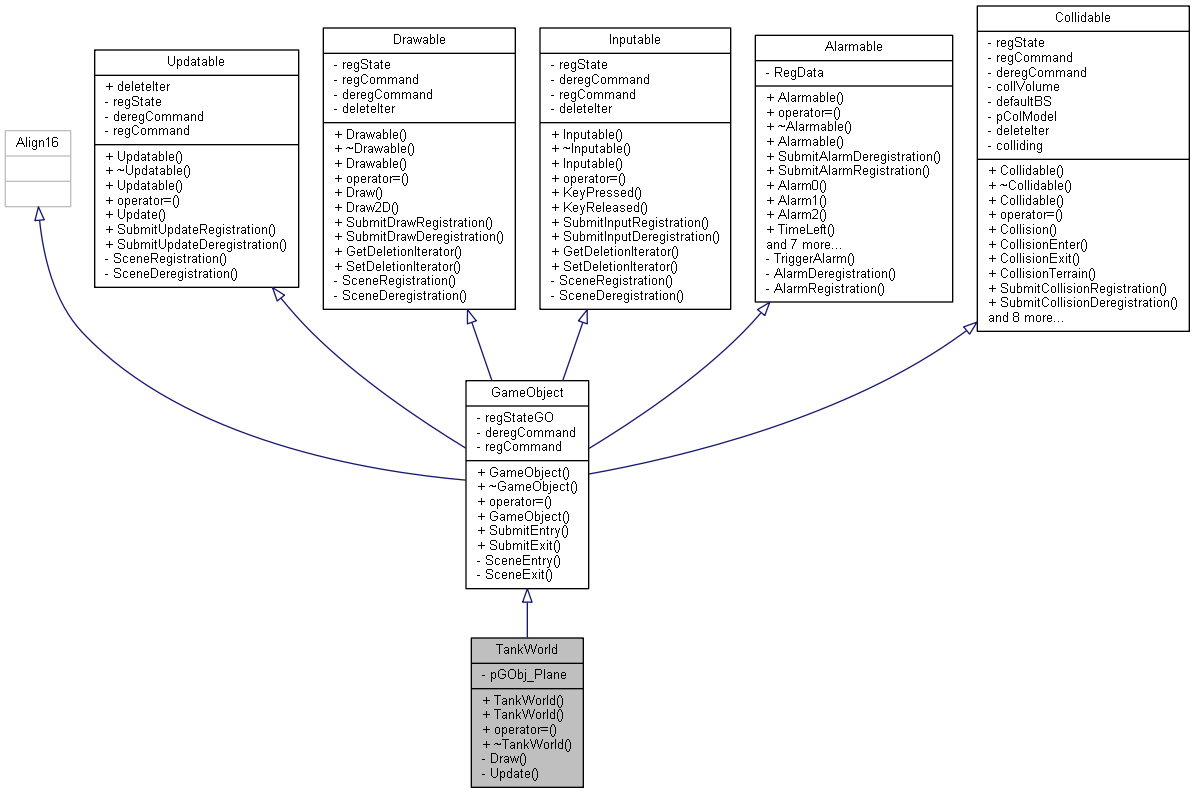 Align16
Updatable
+ deleteIter
- regState
- deregCommand
- regCommand
+ Updatable()
+ ~Updatable()
+ Updatable()
+ operator=()
+ Update()
+ SubmitUpdateRegistration()
+ SubmitUpdateDeregistration()
- SceneRegistration()
- SceneDeregistration()
Drawable
- regState
- regCommand
- deregCommand
- deleteIter
+ Drawable()
+ ~Drawable()
+ Drawable()
+ operator=()
+ Draw()
+ Draw2D()
+ SubmitDrawRegistration()
+ SubmitDrawDeregistration()
+ GetDeletionIterator()
+ SetDeletionIterator()
- SceneRegistration()
- SceneDeregistration()
Inputable
- regState
- deregCommand
- regCommand
- deleteIter
+ Inputable()
+ ~Inputable()
+ Inputable()
+ operator=()
+ KeyPressed()
+ KeyReleased()
+ SubmitInputRegistration()
+ SubmitInputDeregistration()
+ GetDeletionIterator()
+ SetDeletionIterator()
- SceneRegistration()
- SceneDeregistration()
Alarmable
- RegData
+ Alarmable()
+ operator=()
+ ~Alarmable()
+ Alarmable()
+ SubmitAlarmDeregistration()
+ SubmitAlarmRegistration()
+ Alarm0()
+ Alarm1()
+ Alarm2()
+ TimeLeft()
and 7 more...
- TriggerAlarm()
- AlarmDeregistration()
- AlarmRegistration()
Collidable
- regState
- regCommand
- deregCommand
- collVolume
- defaultBS
- pColModel
- deleteIter
- colliding
+ Collidable()
+ ~Collidable()
+ Collidable()
+ operator=()
+ Collision()
+ CollisionEnter()
+ CollisionExit()
+ CollisionTerrain()
+ SubmitCollisionRegistration()
+ SubmitCollisionDeregistration()
and 8 more...
GameObject
- regStateGO
- deregCommand
- regCommand
+ GameObject()
+ ~GameObject()
+ operator=()
+ GameObject()
+ SubmitEntry()
+ SubmitExit()
- SceneEntry()
- SceneExit()
TankWorld
- pGObj_Plane
+ TankWorld()
+ TankWorld()
+ operator=()
+ ~TankWorld()
- Draw()
- Update()